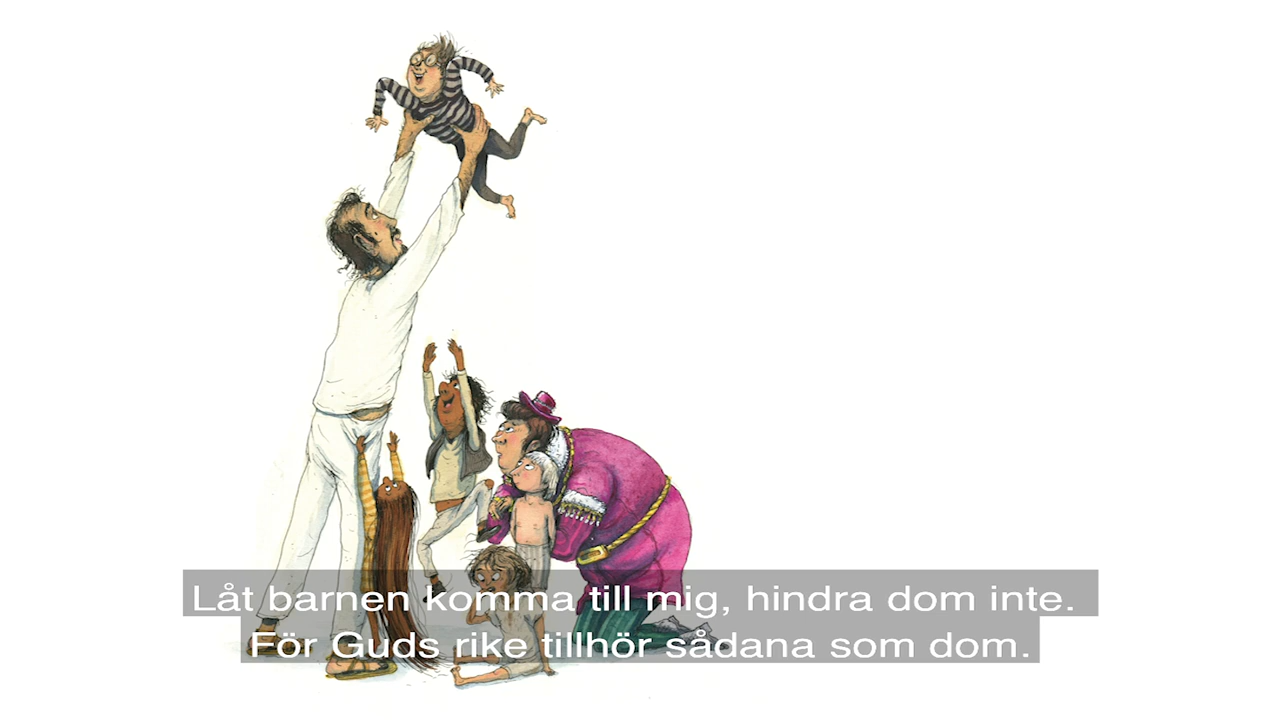 Låt barnen komma till mig, hindra dom inte.
För Guds rike tillhör sådana som dom.